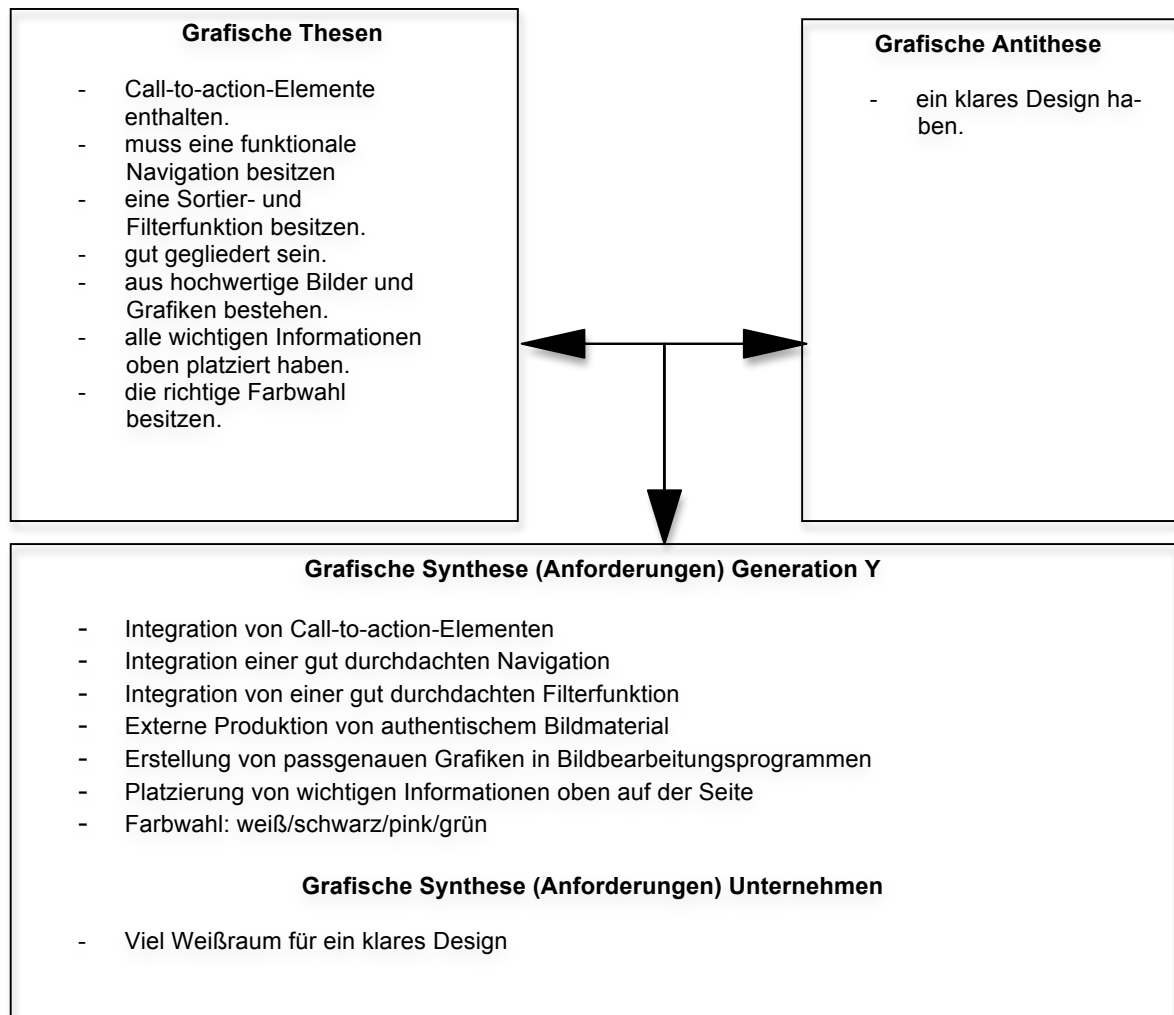 Grafische Thesen
- Call-to-action-Elemente
enthalten.
- muss eine funktionale
Navigation besitzen
- eine Sortier- und
Filterfunktion besitzen.
- gut gegliedert sein.
- aus hochwertige Bilder und
Grafiken bestehen.
- alle wichtigen Informationen
oben platziert haben.
- die richtige Farbwahl
besitzen.
Grafische Antithese
- ein klares Design ha-
ben.
Grafische Synthese (Anforderungen) Generation Y
- Integration von Call-to-action-Elementen
- Integration einer gut durchdachten Navigation
- Integration von einer gut durchdachten Filterfunktion
- Externe Produktion von authentischem Bildmaterial
- Erstellung von passgenauen Grafiken in Bildbearbeitungsprogrammen
- Platzierung von wichtigen Informationen oben auf der Seite
- Farbwahl: weiß/schwarz/pink/grün
Grafische Synthese (Anforderungen) Unternehmen
- Viel Weißraum für ein klares Design